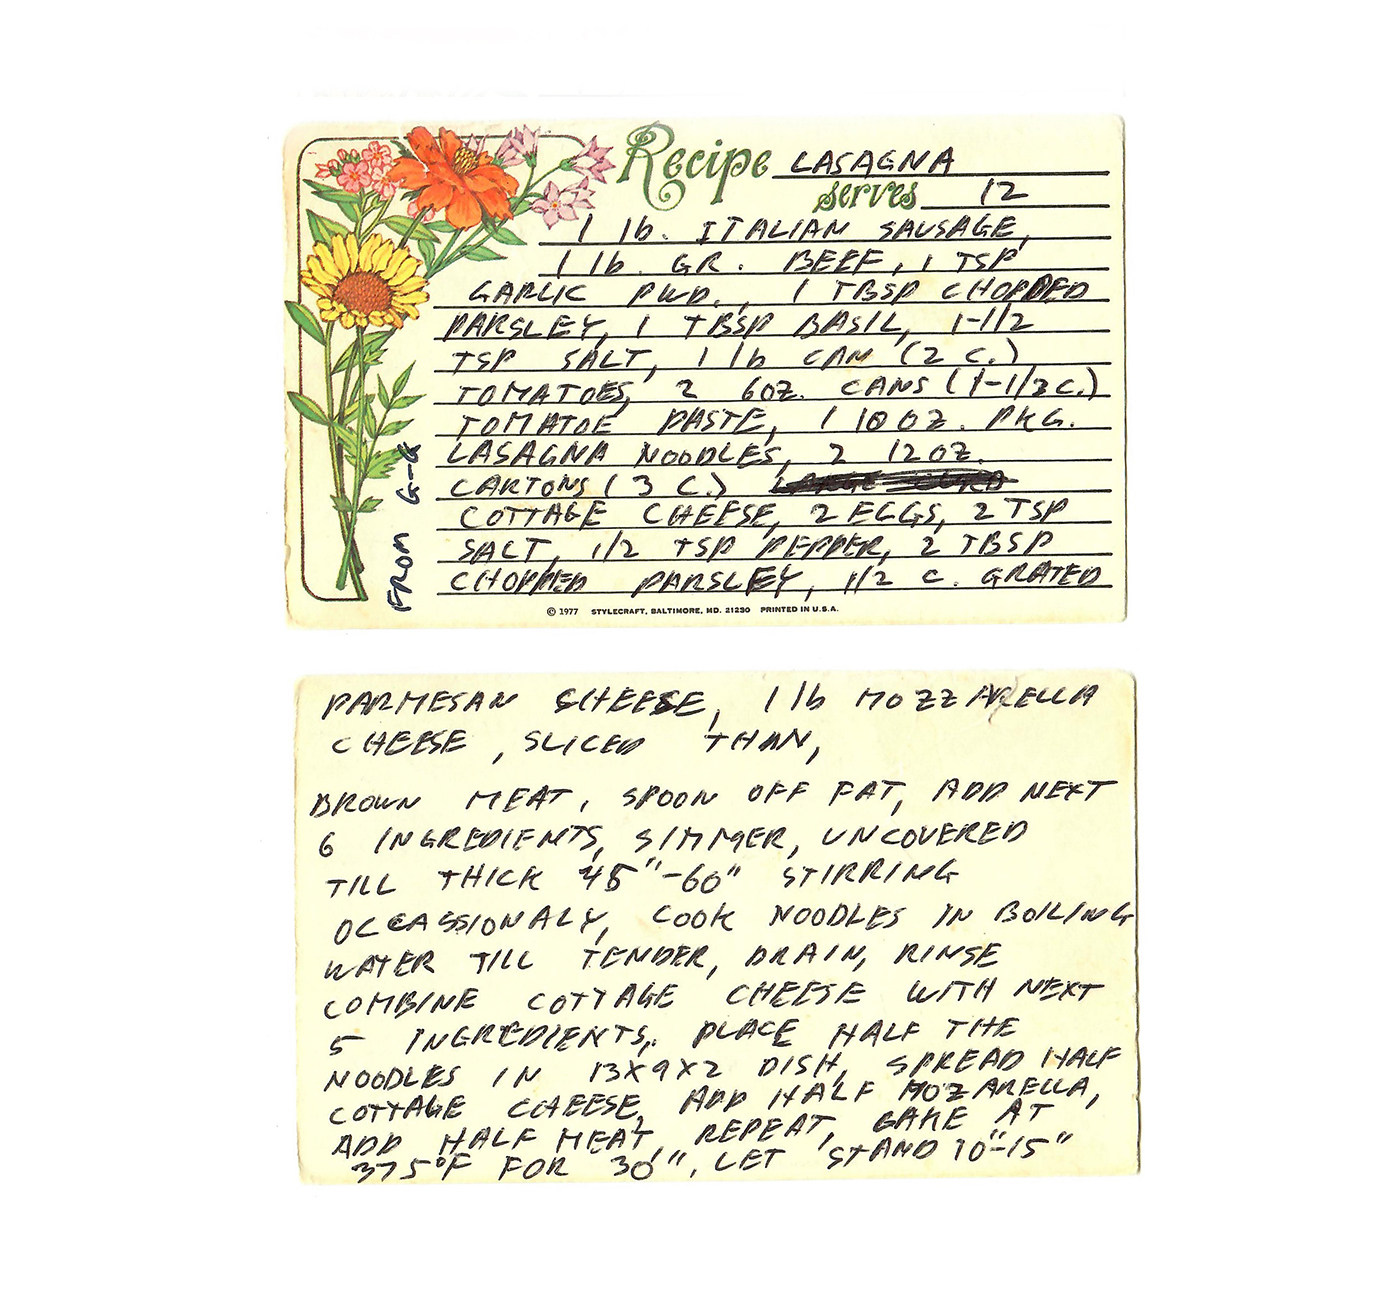 Recipe LASAGNA
serves 12
1 lb. ITALIAN SAUSAGE,
1 lb. GR. BEEF, 1 TSP
GARLIC PWD., 1 TBSP CHOPPED
PARSLEY, 1 TBSP BASIL, 1-1/2
TSP SALT, 1 lb CAN (2 C.)
TOMATOES, 2 6OZ. CANS (1-1/3 C.)
TOMATOE PASTE, 1 10 OZ. PKG.
LASAGNA NOODLES, 2 12OZ.
CARTONS (3 C.)
COTTAGE CHEESE, 2 EGGS, 2 TSP
SALT, 1/2 TSP PEPPER, 2 TBSP
CHOPPED PARSLEY, 1/2 C. GRATED
FROM G-8
© 1977 STYLECRAFT, BALTIMORE, MD. 21230 PRINTED IN U.S.A.
PARMESAN CHEESE, 1 lb MOZZARELLA
CHEESE, SLICED THIN,
BROWN MEAT, SPOON OFF FAT, ADD NEXT
6 INGREDIENTS, SIMMER, UNCOVERED
TILL THICK 45"-60" STIRRING
OCCASSIONALY, COOK NOODLES IN BOILING
WATER TILL TENDER, DRAIN, RINSE
COMBINE COTTAGE CHEESE WITH NEXT
5 INGREDIENTS, PLACE HALF THE
NOODLES IN 13X9X2 DISH, SPREAD HALF
COTTAGE CHEESE, ADD HALF MOZARELLA,
ADD HALF MEAT, REPEAT, BAKE AT
375°F FOR 30". LET STAND 10"-15"